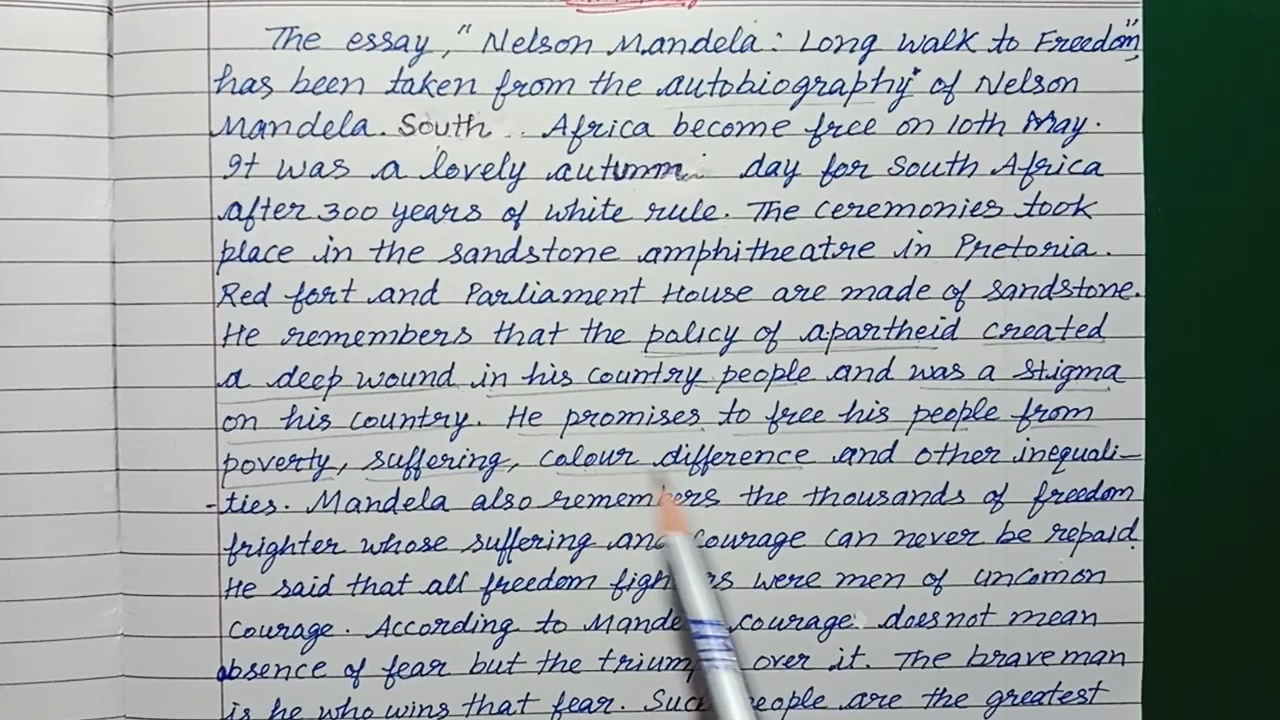 The essay, "Nelson Mandela: Long walk to Freedom"
has been taken from the autobiography of Nelson
Mandela. South Africa become free on 10th May.
It was a lovely autumn day for South Africa
after 300 years of white rule. The ceremonies took
place in the sandstone amphitheatre in Pretoria.
Red fort and Parliament House are made of sandstone.
He remembers that the policy of apartheid created
a deep wound in his country people and was a stigma
on his country. He promises to free his people from
poverty, suffering, colour difference and other inequali-
-ties. Mandela also remembers the thousands of freedom
frighter whose suffering and courage can never be repaid.
He said that all freedom fighters were men of uncomon
courage. According to Mandela courage does not mean
absence of fear but the triumph over it. The brave man
is he who wins that fear. Such people are the greatest